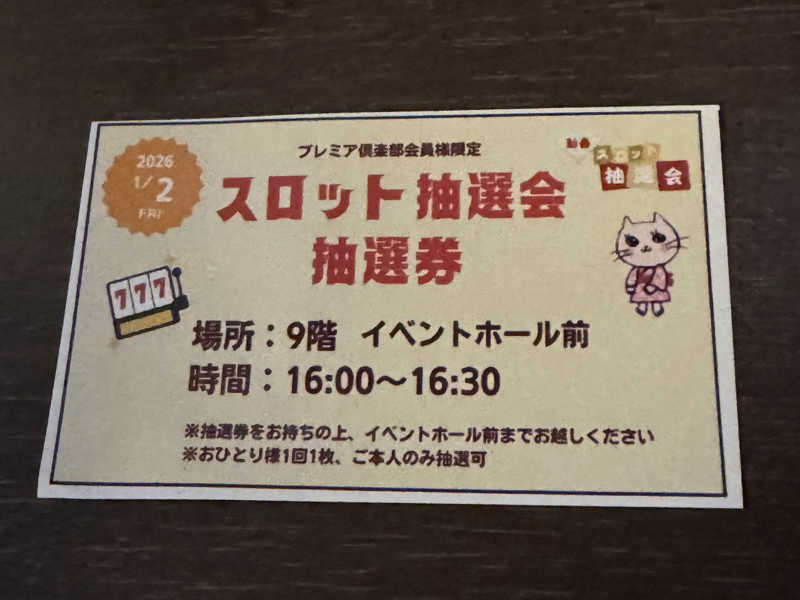 プレミア倶楽部会員様限定
2026
1/2
FRI
スロット抽選会
抽選券
スロット
抽選会
777
場所：9階 イベントホール前
時間：16:00～16:30
※抽選券をお持ちの上、イベントホール前までお越しください
※おひとり様1回1枚、ご本人のみ抽選可